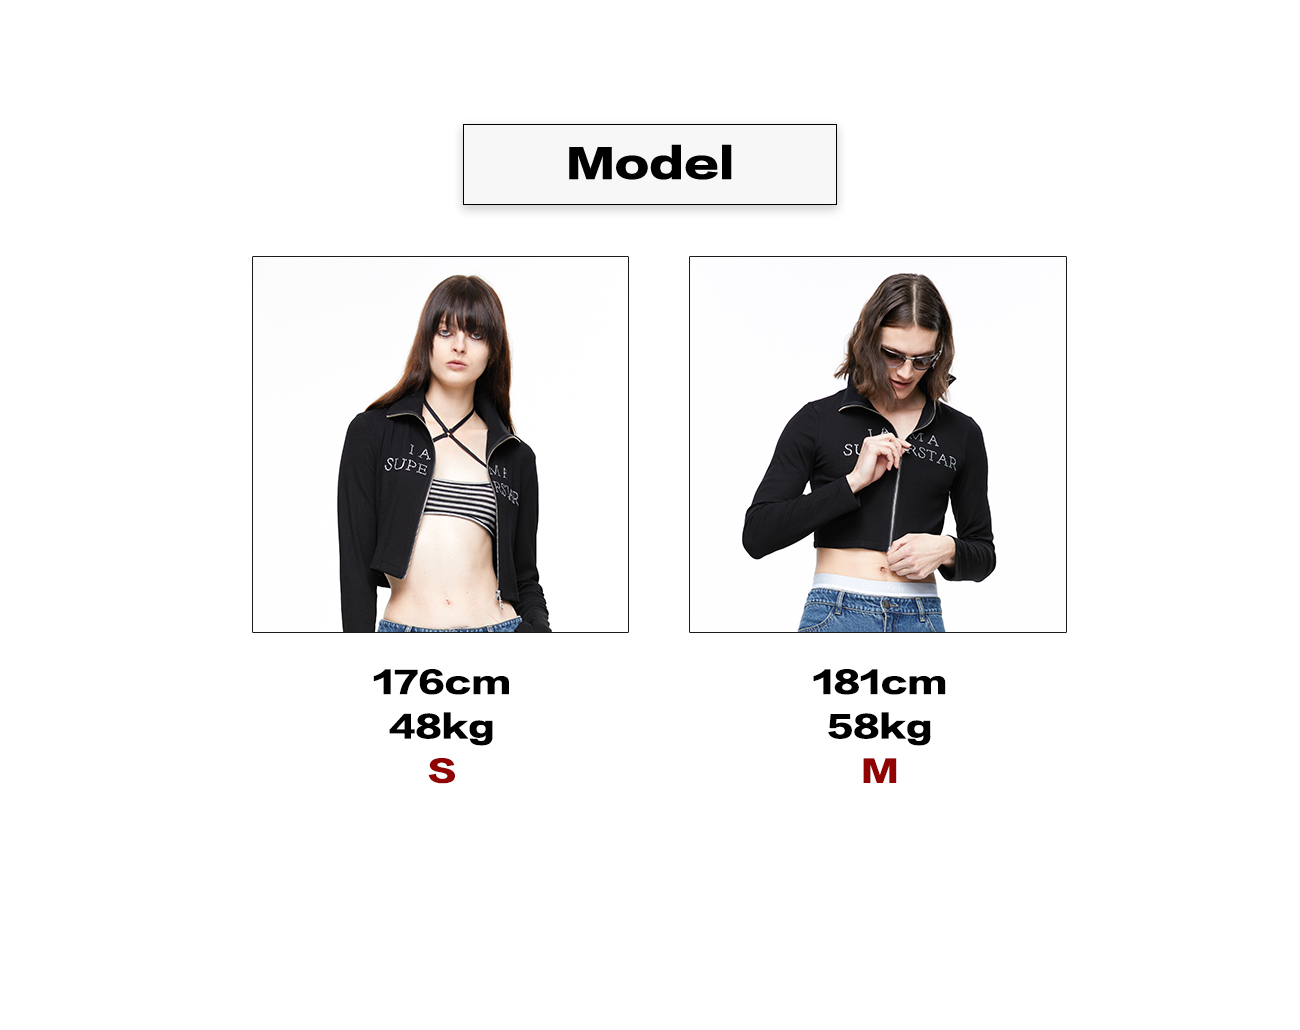 Model
I A
SUPE
M A
RSTAR
I A M A
SU RSTAR
176cm
48kg
S
181cm
58kg
M